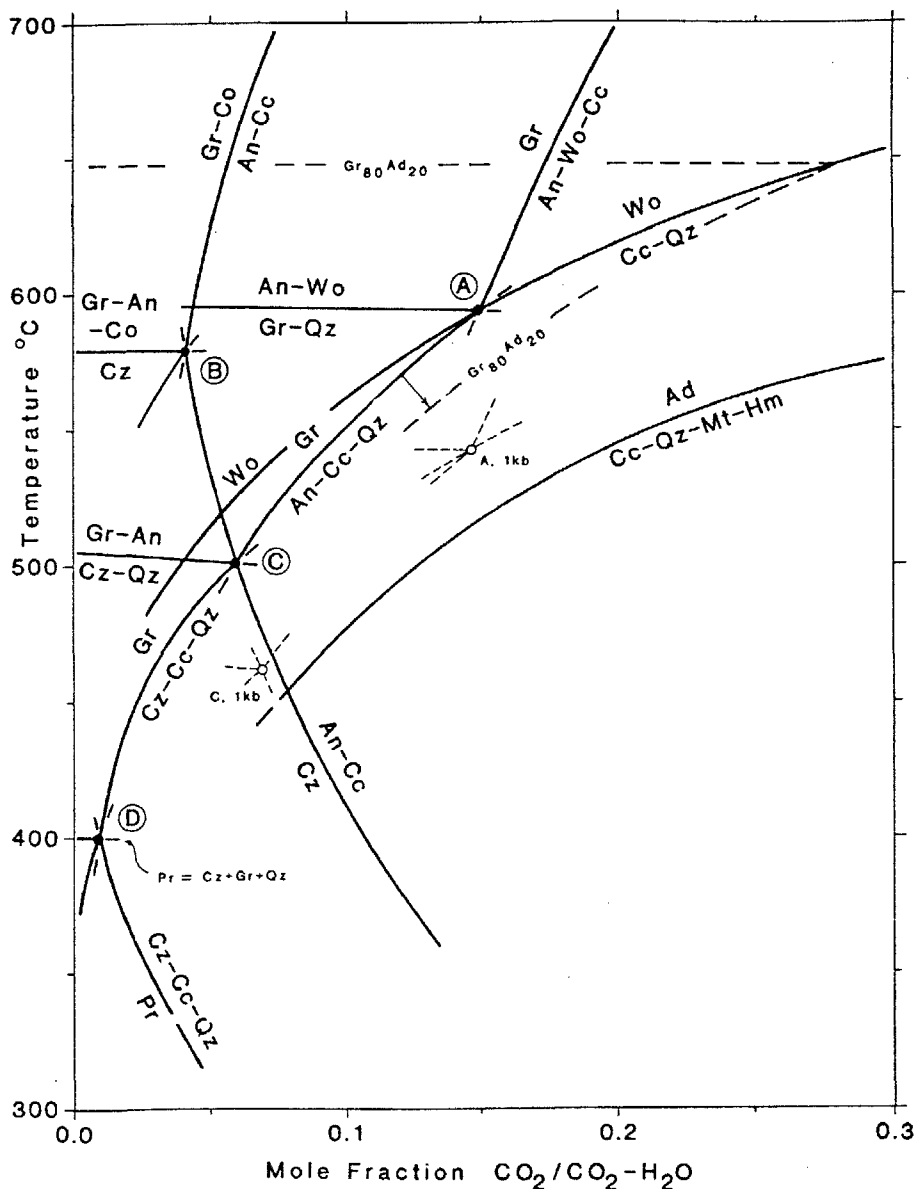 700
600
500
400
300
Temperature °C
0.0
0.1
0.2
0.3
Mole Fraction CO₂/CO₂-H₂O
Gr-Co
An-Cc
Gr
An-Wo-Cc
Gr₈₀Ad₂₀
Wo
Cc-Qz
A
An-Wo
Gr-Qz
Gr-An
-Co
Cz
B
Gr₈₀Ad₂₀
Wo
Gr
An-Cc-Qz
A, 1kb
Ad
Cc-Qz-Mt-Hm
Gr-An
Cz-Qz
C
Gr
Cz-Cc-Qz
C, 1kb
An-Cc
Cz
D
Pr = Cz+Gr+Qz
Cz-Cc-Qz
Pr